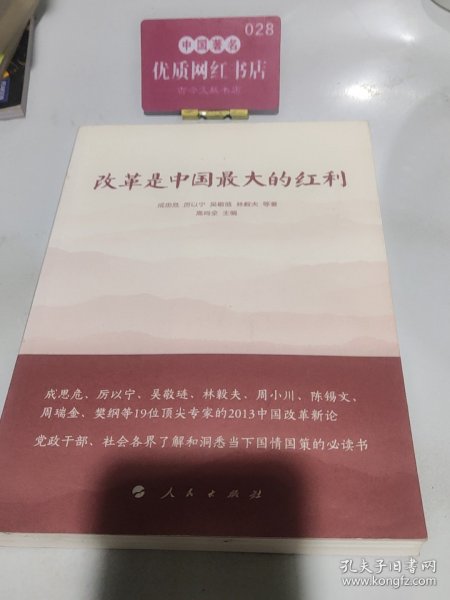 028
中国著名
优质网红书店
改革是中国最大的红利
成思危 厉以宁 吴敬琏 林毅夫 等著
高尚全 主编
成思危、厉以宁、吴敬琏、林毅夫、周小川、陈锡文、
周瑞金、樊纲等19位顶尖专家的2013中国改革新论
党政干部、社会各界了解和洞悉当下国情国策的必读书
人民出版社
孔夫子旧书网
www.kongfz.com